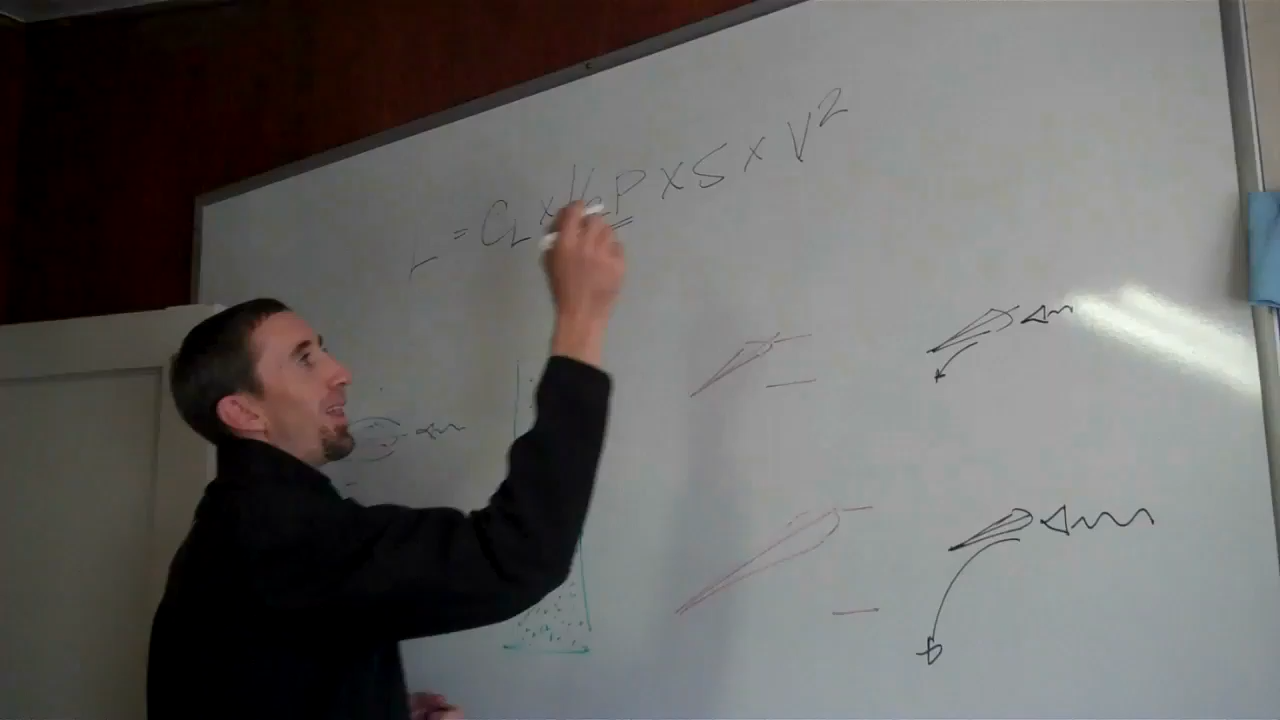 L = CL x ½ P x S x V²